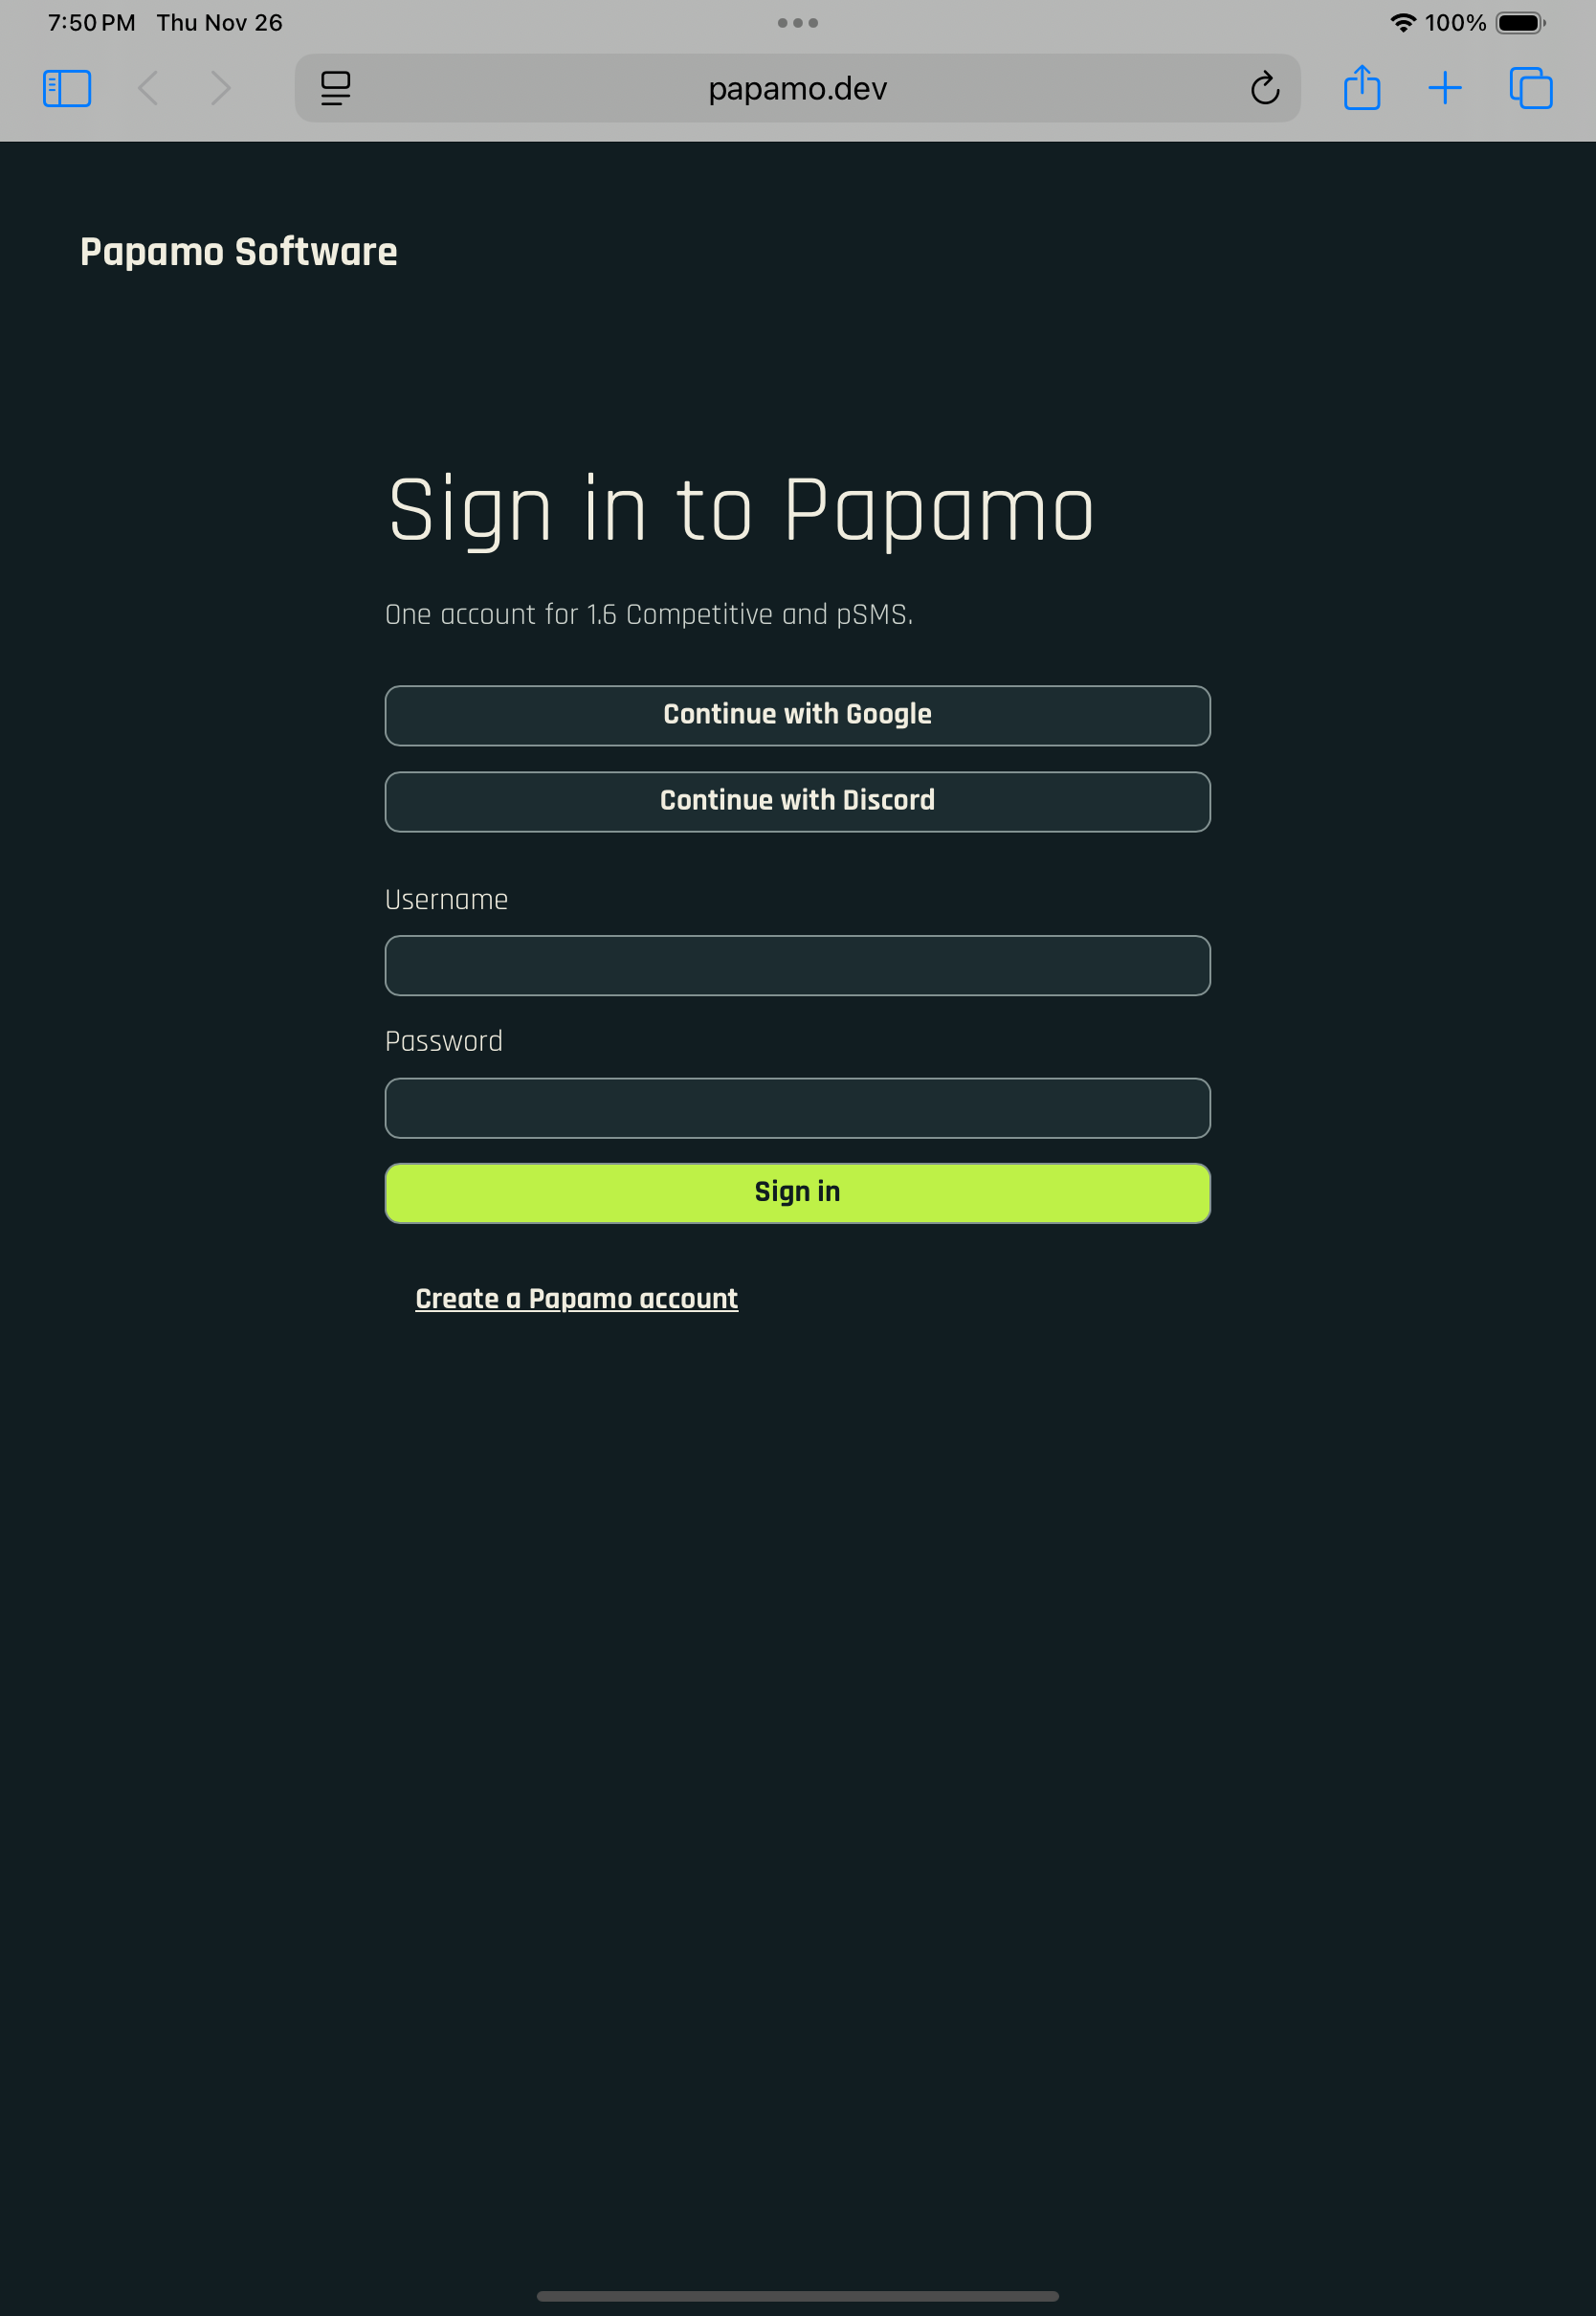 7:50 PM Thu Nov 26
100%
papamo.dev
Papamo Software
Sign in to Papamo
One account for 1.6 Competitive and pSMS.
Continue with Google
Continue with Discord
Username
Password
Sign in
Create a Papamo account